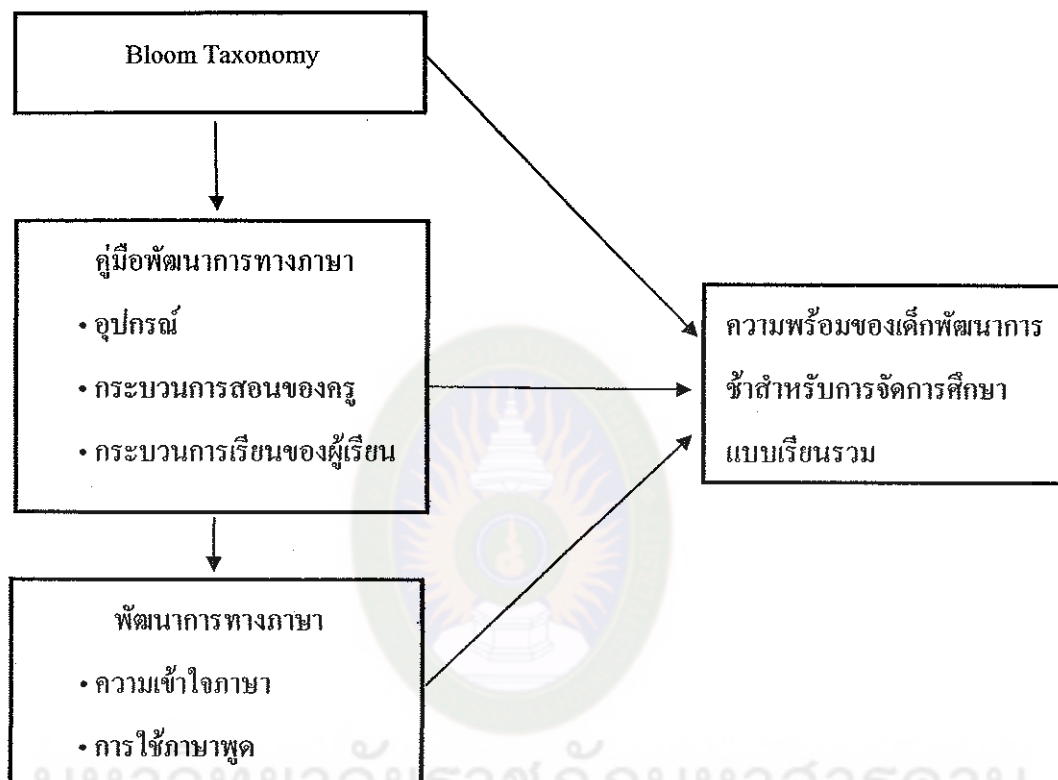 Bloom Taxonomy
คู่มือพัฒนาการทางภาษา
• อุปกรณ์
• กระบวนการสอนของครู
• กระบวนการเรียนของผู้เรียน
ความพร้อมของเด็กพัฒนาการ
ช้าสำหรับการจัดการศึกษา
แบบเรียนรวม
พัฒนาการทางภาษา
• ความเข้าใจภาษา
• การใช้ภาษาพูด